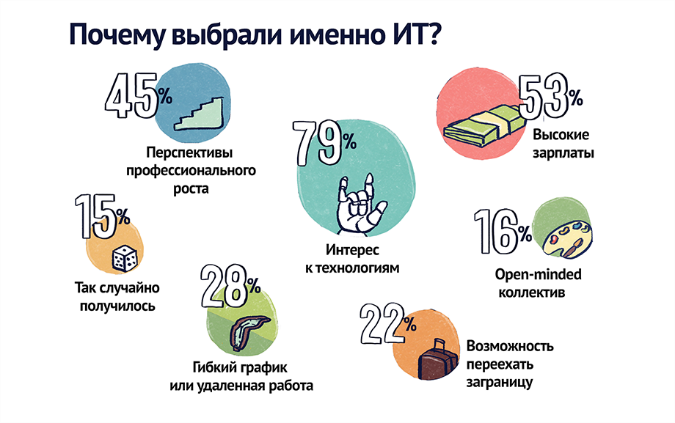 Почему выбрали именно ИТ?
45%
Перспективы
профессионального
роста
79%
Интерес
к технологиям
53%
Высокие
зарплаты
15%
Так случайно
получилось
28%
Гибкий график
или удаленная работа
22%
Возможность
переехать
заграницу
16%
Open-minded
коллектив